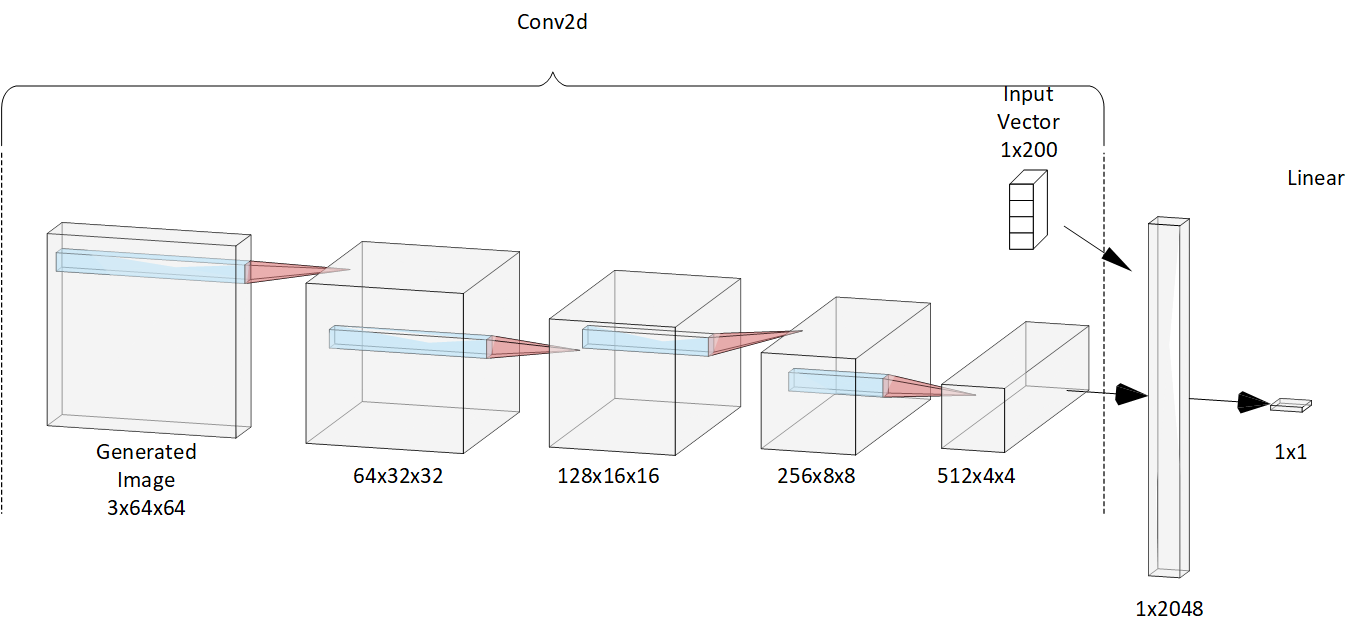 Conv2d
Input
Vector
1x200
Linear
Generated
Image
3x64x64
64x32x32
128x16x16
256x8x8
512x4x4
1x1
1x2048